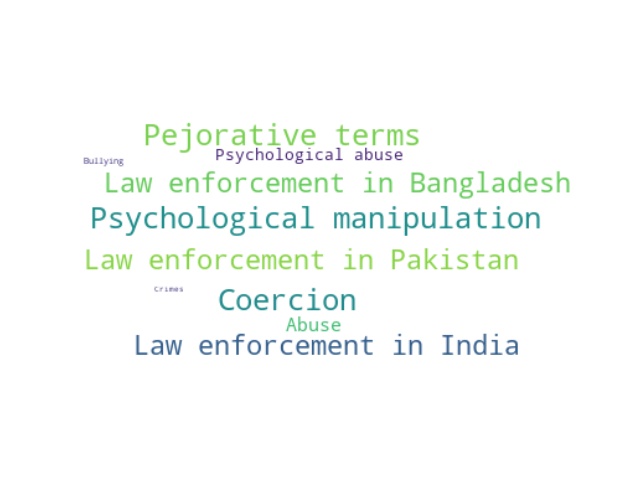 Pejorative terms
Psychological abuse
Bullying
Law enforcement in Bangladesh
Psychological manipulation
Law enforcement in Pakistan
Crimes
Coercion
Abuse
Law enforcement in India